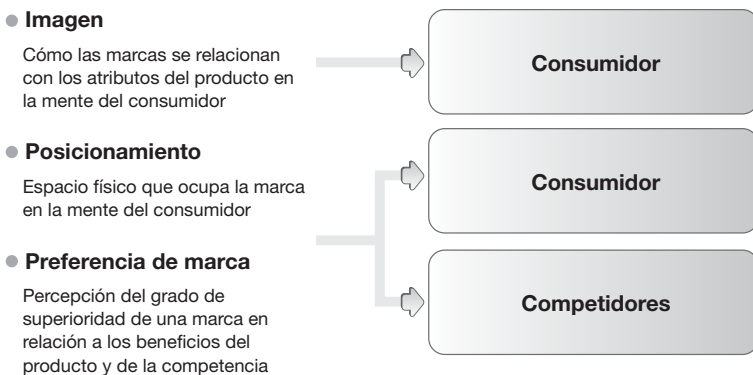 Imagen
Cómo las marcas se relacionan
con los atributos del producto en
la mente del consumidor
Consumidor
Posicionamiento
Espacio físico que ocupa la marca
en la mente del consumidor
Consumidor
Preferencia de marca
Percepción del grado de
superioridad de una marca en
relación a los beneficios del
producto y de la competencia
Competidores